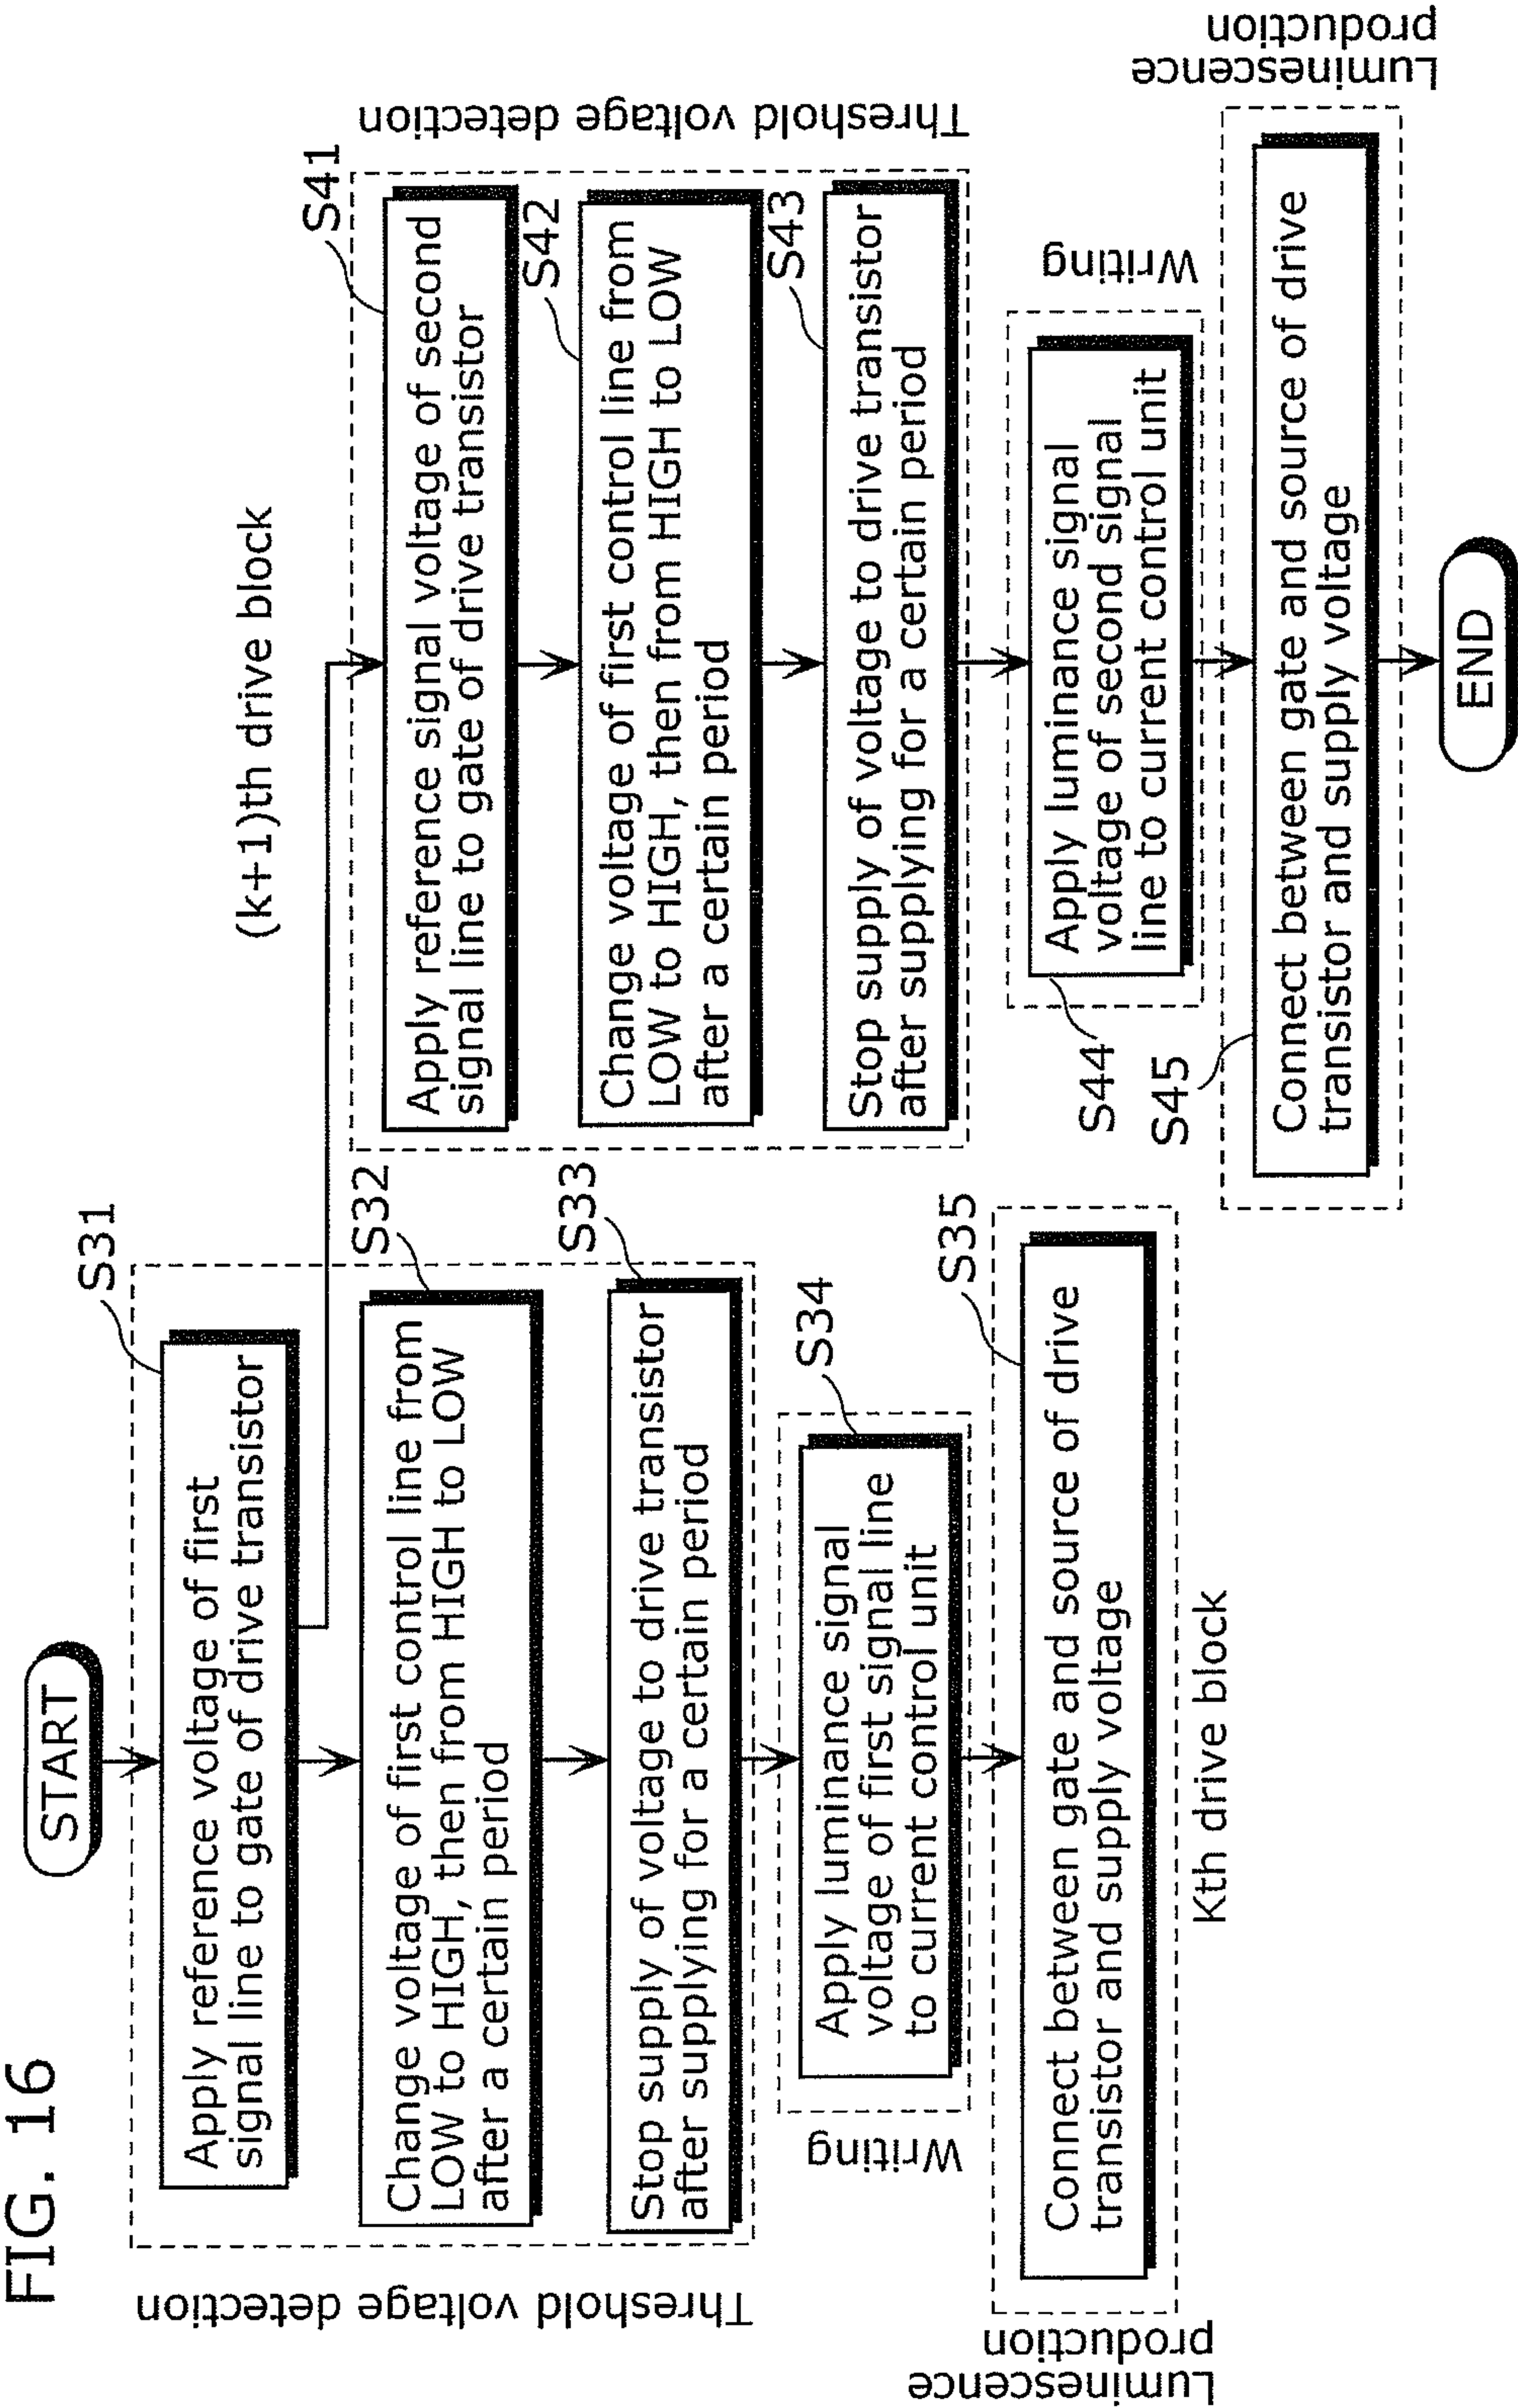 FIG. 16
START
S31
Apply reference voltage of first
signal line to gate of drive transistor
S32
Change voltage of first control line from
LOW to HIGH, then from HIGH to LOW
after a certain period
S33
Stop supply of voltage to drive transistor
after supplying for a certain period
Threshold voltage detection
S34
Apply luminance signal
voltage of first signal line
to current control unit
Writing
S35
Connect between gate and source of drive
transistor and supply voltage
Luminescence
production
Kth drive block
(k+1)th drive block
S41
Apply reference signal voltage of second
signal line to gate of drive transistor
S42
Change voltage of first control line from
LOW to HIGH, then from HIGH to LOW
after a certain period
S43
Stop supply of voltage to drive transistor
after supplying for a certain period
Threshold voltage detection
S44
Apply luminance signal
voltage of second signal
line to current control unit
Writing
S45
Connect between gate and source of drive
transistor and supply voltage
Luminescence
production
END